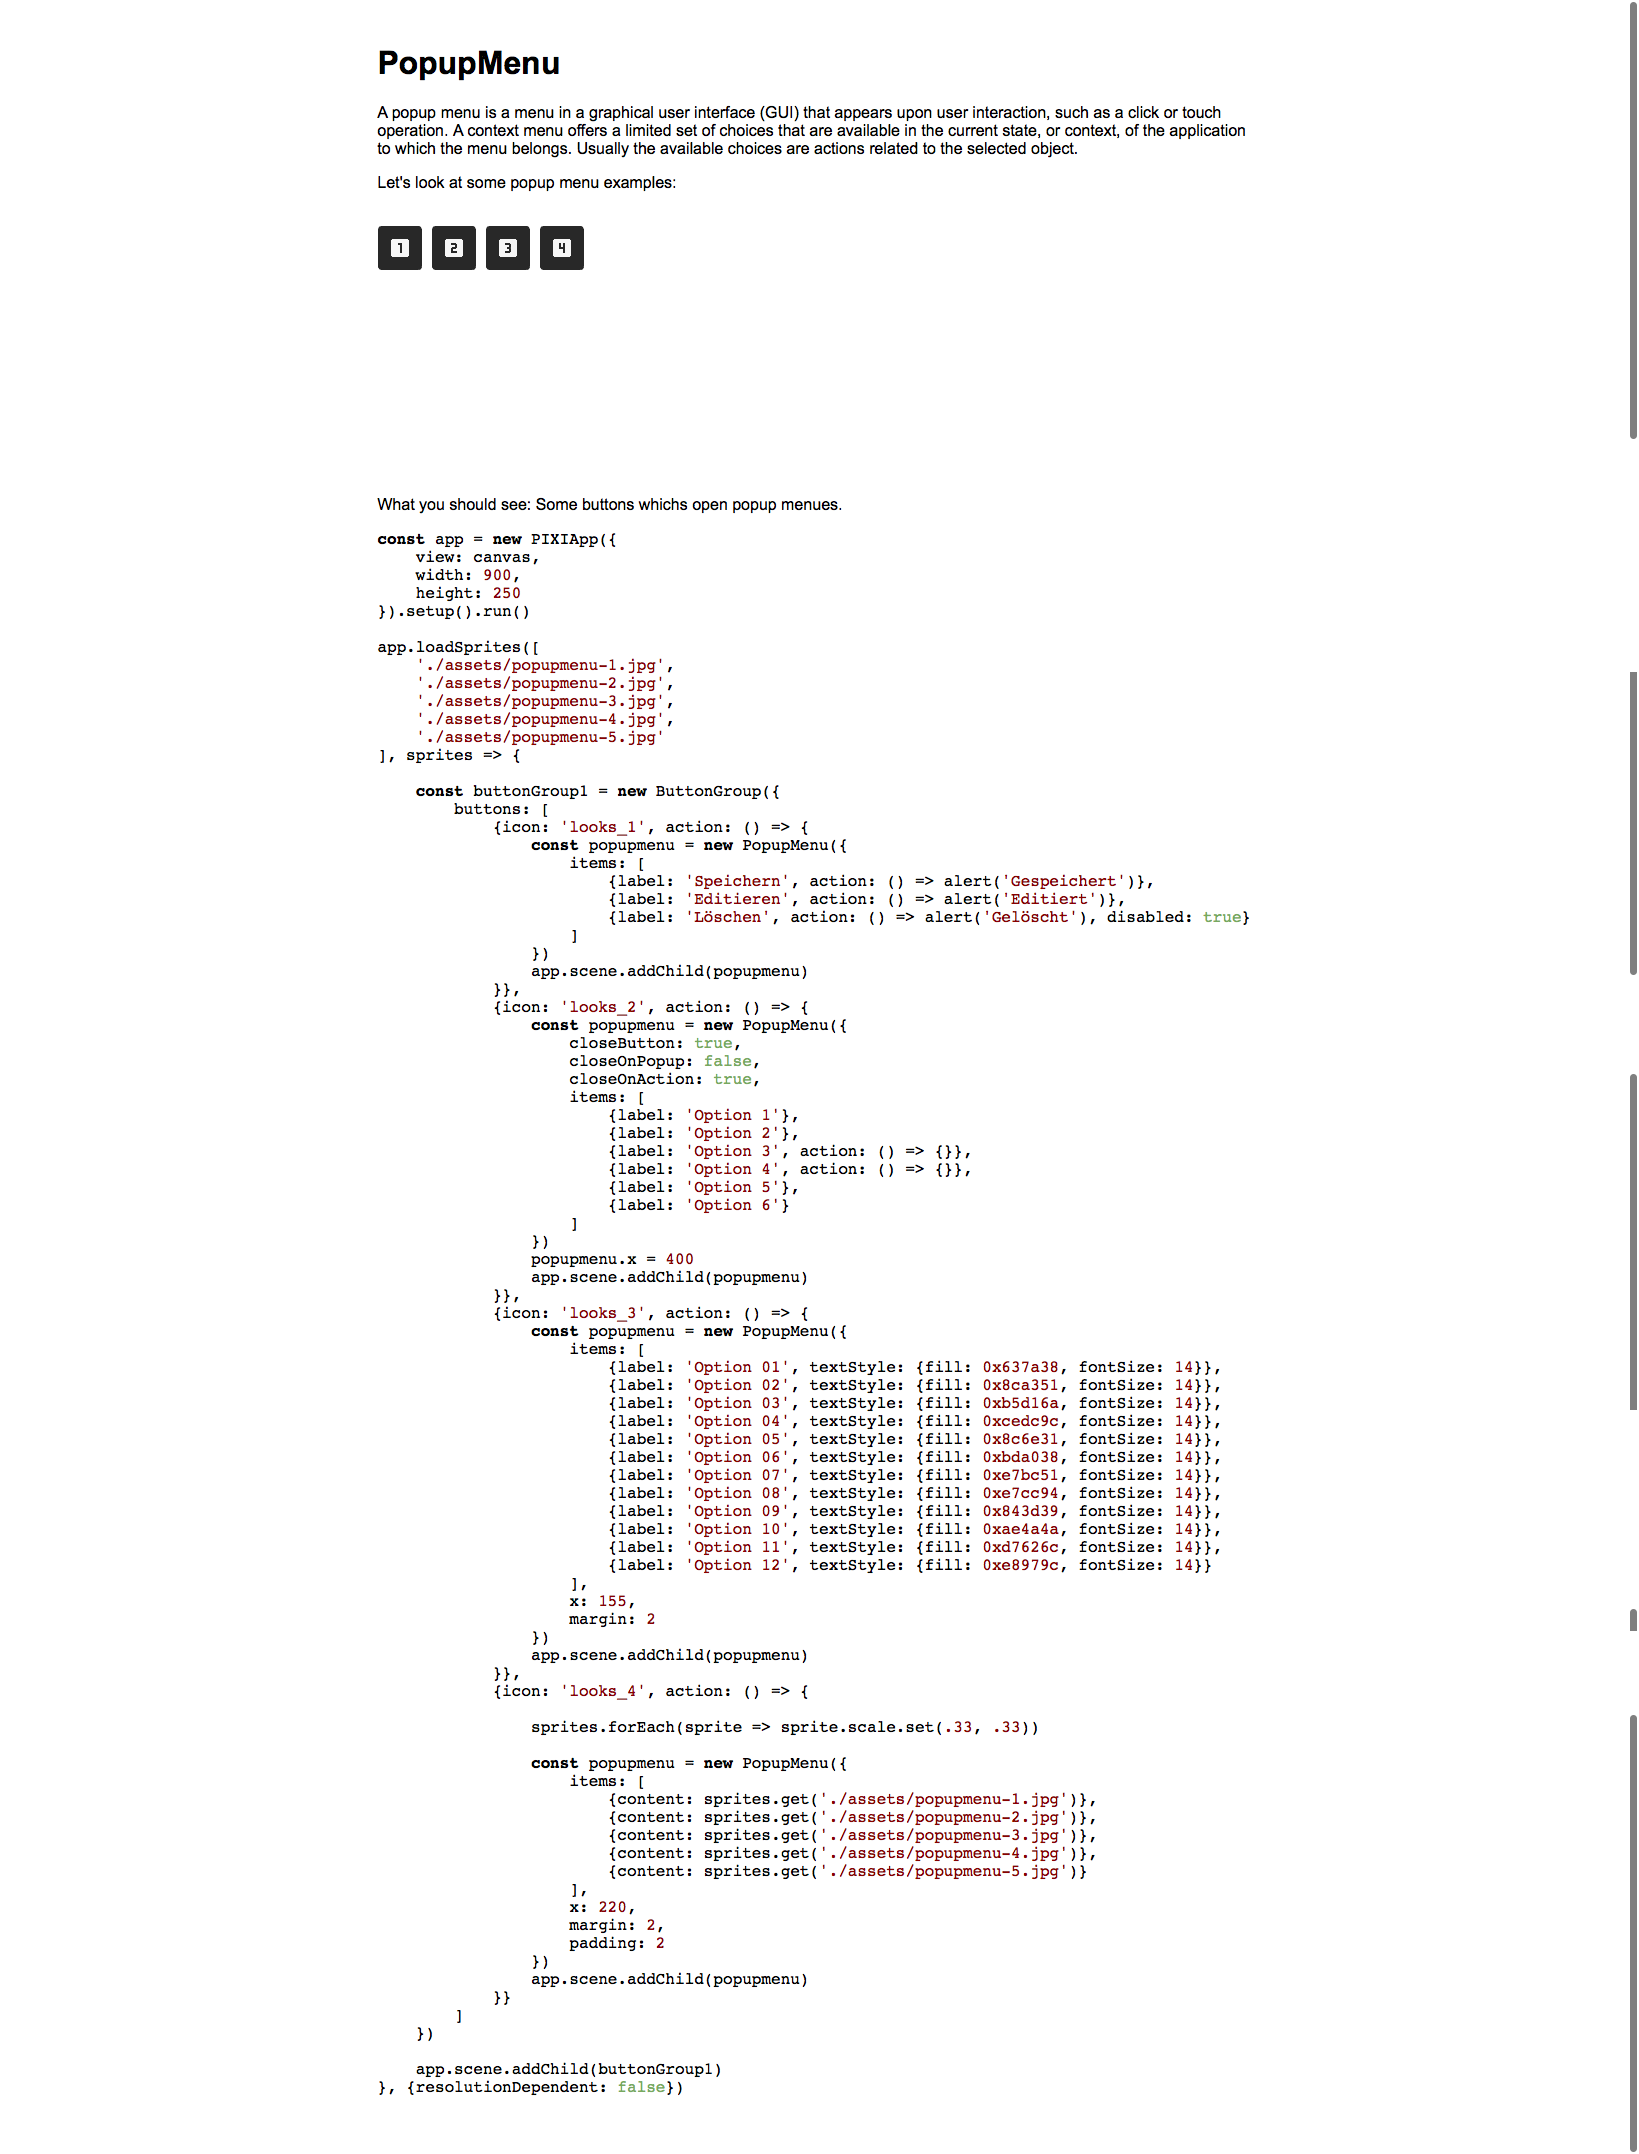 PopupMenu
A popup menu is a menu in a graphical user interface (GUI) that appears upon user interaction, such as a click or touch
operation. A context menu offers a limited set of choices that are available in the current state, or context, of the application
to which the menu belongs. Usually the available choices are actions related to the selected object.
Let's look at some popup menu examples:
1 2 3 4
What you should see: Some buttons whichs open popup menues.
const app = new PIXIApp({
    view: canvas,
    width: 900,
    height: 250
}).setup().run()
app.loadSprites([
    './assets/popupmenu-1.jpg',
    './assets/popupmenu-2.jpg',
    './assets/popupmenu-3.jpg',
    './assets/popupmenu-4.jpg',
    './assets/popupmenu-5.jpg'
], sprites => {
    const buttonGroup1 = new ButtonGroup({
        buttons: [
            {icon: 'looks_1', action: () => {
                const popupmenu = new PopupMenu({
                    items: [
                        {label: 'Speichern', action: () => alert('Gespeichert')},
                        {label: 'Editieren', action: () => alert('Editiert')},
                        {label: 'Löschen', action: () => alert('Gelöscht'), disabled: true}
                    ]
                })
                app.scene.addChild(popupmenu)
            }},
            {icon: 'looks_2', action: () => {
                const popupmenu = new PopupMenu({
                    closeButton: true,
                    closeOnPopup: false,
                    closeOnAction: true,
                    items: [
                        {label: 'Option 1'},
                        {label: 'Option 2'},
                        {label: 'Option 3', action: () => {}},
                        {label: 'Option 4', action: () => {}},
                        {label: 'Option 5'},
                        {label: 'Option 6'}
                    ]
                })
                popupmenu.x = 400
                app.scene.addChild(popupmenu)
            }},
            {icon: 'looks_3', action: () => {
                const popupmenu = new PopupMenu({
                    items: [
                        {label: 'Option 01', textStyle: {fill: 0x637a38, fontSize: 14}},
                        {label: 'Option 02', textStyle: {fill: 0x8ca351, fontSize: 14}},
                        {label: 'Option 03', textStyle: {fill: 0xb5d16a, fontSize: 14}},
                        {label: 'Option 04', textStyle: {fill: 0xcedc9c, fontSize: 14}},
                        {label: 'Option 05', textStyle: {fill: 0x8c6e31, fontSize: 14}},
                        {label: 'Option 06', textStyle: {fill: 0xbda038, fontSize: 14}},
                        {label: 'Option 07', textStyle: {fill: 0xe7bc51, fontSize: 14}},
                        {label: 'Option 08', textStyle: {fill: 0xe7cc94, fontSize: 14}},
                        {label: 'Option 09', textStyle: {fill: 0x843d39, fontSize: 14}},
                        {label: 'Option 10', textStyle: {fill: 0xae4a4a, fontSize: 14}},
                        {label: 'Option 11', textStyle: {fill: 0xd7626c, fontSize: 14}},
                        {label: 'Option 12', textStyle: {fill: 0xe8979c, fontSize: 14}}
                    ],
                    x: 155,
                    margin: 2
                })
                app.scene.addChild(popupmenu)
            }},
            {icon: 'looks_4', action: () => {
                sprites.forEach(sprite => sprite.scale.set(.33, .33))
                const popupmenu = new PopupMenu({
                    items: [
                        {content: sprites.get('./assets/popupmenu-1.jpg')},
                        {content: sprites.get('./assets/popupmenu-2.jpg')},
                        {content: sprites.get('./assets/popupmenu-3.jpg')},
                        {content: sprites.get('./assets/popupmenu-4.jpg')},
                        {content: sprites.get('./assets/popupmenu-5.jpg')}
                    ],
                    x: 220,
                    margin: 2,
                    padding: 2
                })
                app.scene.addChild(popupmenu)
            }}
        ]
    })
    app.scene.addChild(buttonGroup1)
}, {resolutionDependent: false})